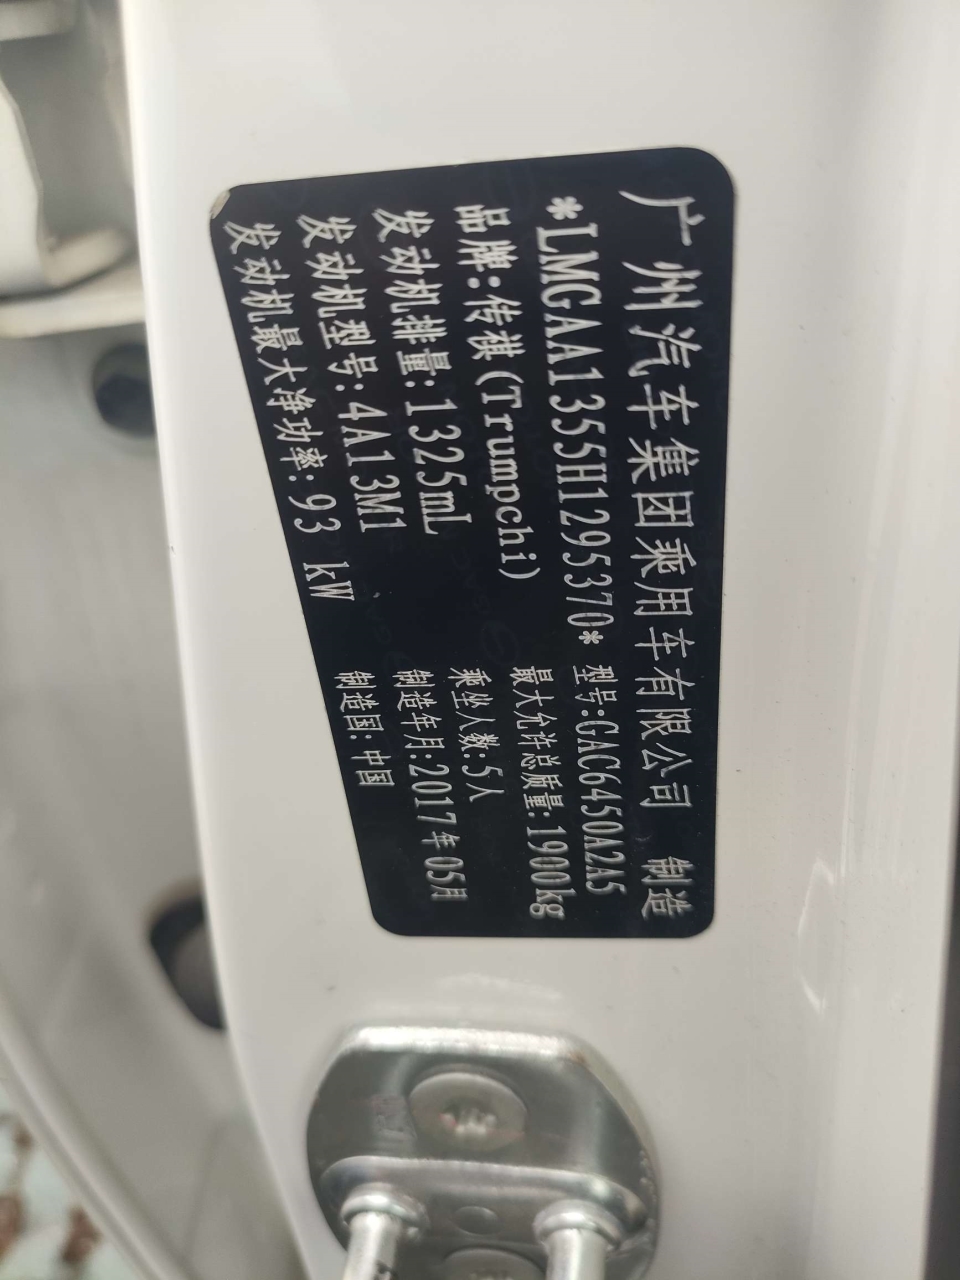 广州汽车集团乘用车有限公司 制造
*LMGAA1355H1295370* 型号:GAC6450A2A5
品牌:传祺(Trumpchi) 最大允许总质量:1900kg
发动机排量:1325mL 乘坐人数:5人
发动机型号:4A13M1 制造年月:2017年05月
发动机最大净功率:93 kW 制造国:中国